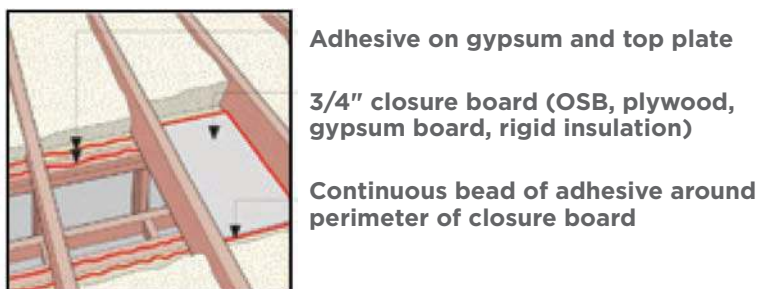 Adhesive on gypsum and top plate
3/4" closure board (OSB, plywood,
gypsum board, rigid insulation)
Continuous bead of adhesive around
perimeter of closure board